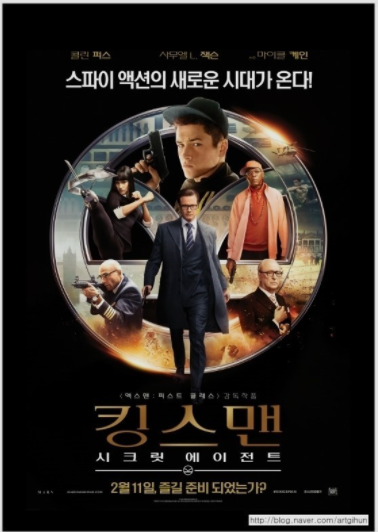 콜린 퍼스 사무엘 L. 잭슨 마이클 케인
스파이 액션의 새로운 시대가 온다!
<엑스맨: 퍼스트 클래스> 감독作品
킹스맨
시크릿 에이전트
2월 11일, 즐길 준비 되었는가?
http://blog.naver.com/artgihun